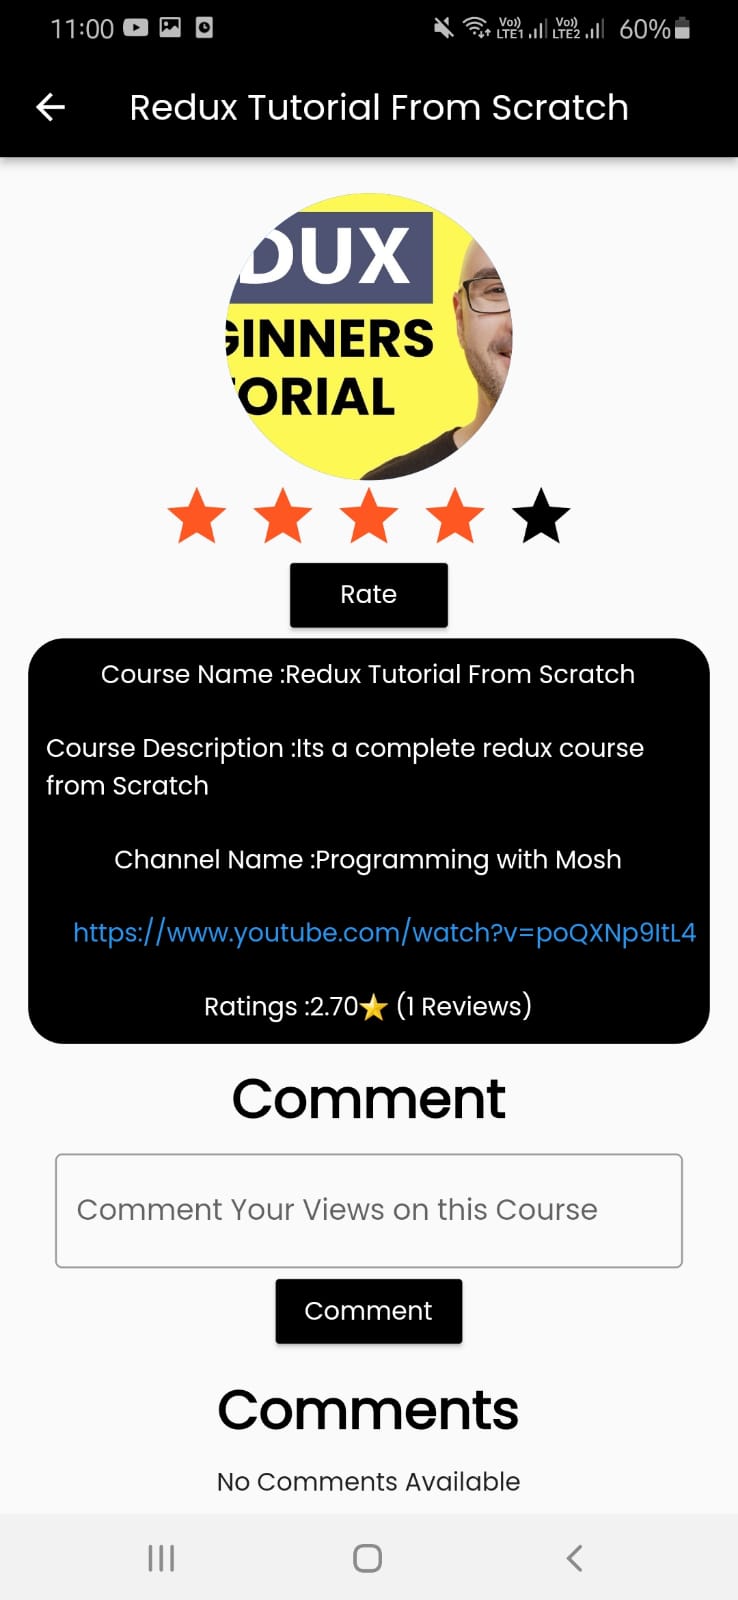 11:00 Vo)) LTE1 Vo)) LTE2 60%
Redux Tutorial From Scratch
DUX
GINNERS
TORIAL
Rate
Course Name :Redux Tutorial From Scratch
Course Description :Its a complete redux course
from Scratch
Channel Name :Programming with Mosh
https://www.youtube.com/watch?v=poQXNp9ItL4
Ratings :2.70⭐ (1 Reviews)
Comment
Comment Your Views on this Course
Comment
Comments
No Comments Available